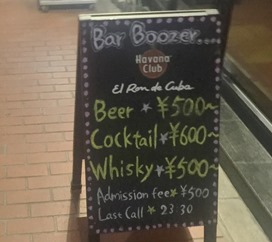 Bar Boozer....
Havana
Club
El Ron de Cuba
Beer * ¥500~
Cocktail * ¥600~
Whisky * ¥500~
Admission fee * ¥500
Last Call * 23:30